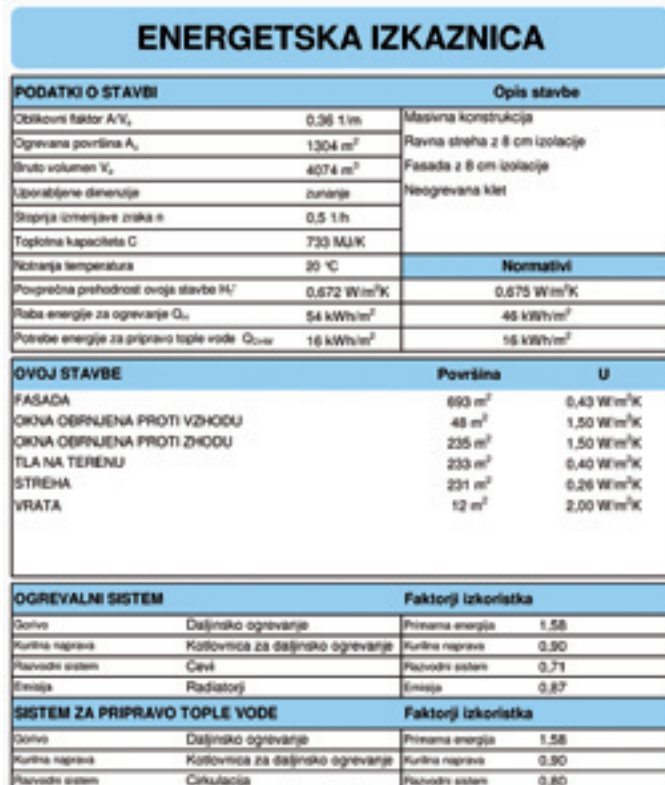 ENERGETSKA IZKAZNICA
PODATKI O STAVBI Opis stavbe
Oblikovni faktor A/Vₑ 0,36 1/m Masivna konstrukcija
Ogrevana površina Aᵤ 1304 m² Ravna streha z 8 cm izolacije
Bruto volumen Vₑ 4074 m³ Fasada z 8 cm izolacije
Uporabljene dimenzije zunanje Neogrevana klet
Stopnja izmenjave zraka n 0,5 1/h
Toplotna kapaciteta C 733 MJ/K
Notranja temperatura 20 °C Normativi
Povprečna prehodnost ovoja stavbe Hₜ' 0,672 W/m²K 0,675 W/m²K
Raba energije za ogrevanje Qₕ 54 kWh/m² 46 kWh/m²
Potrebe energije za pripravo tople vode 16 kWh/m² 16 kWh/m²
OVOJ STAVBE Površina U
FASADA 693 m² 0,43 W/m²K
OKNA OBRNJENA PROTI VZHODU 48 m² 1,50 W/m²K
OKNA OBRNJENA PROTI ZHODU 235 m² 1,50 W/m²K
TLA NA TERENU 233 m² 0,40 W/m²K
STREHA 231 m² 0,26 W/m²K
VRATA 12 m² 2,00 W/m²K
OGREVALNI SISTEM Faktorji izkoristka
Gorivo Daljinsko ogrevanje Primarna energija 1,58
Kurilna naprava Kotlovnica za daljinsko ogrevanje Kurilna naprava 0,90
Razvodni sistem Cevi Razvodni sistem 0,71
Emisija Radiatorji Emisija 0,87
SISTEM ZA PRIPRAVO TOPLE VODE Faktorji izkoristka
Gorivo Daljinsko ogrevanje Primarna energija 1,58
Kurilna naprava Kotlovnica za daljinsko ogrevanje Kurilna naprava 0,90
Razvodni sistem Cirkulacija Razvodni sistem 0,80